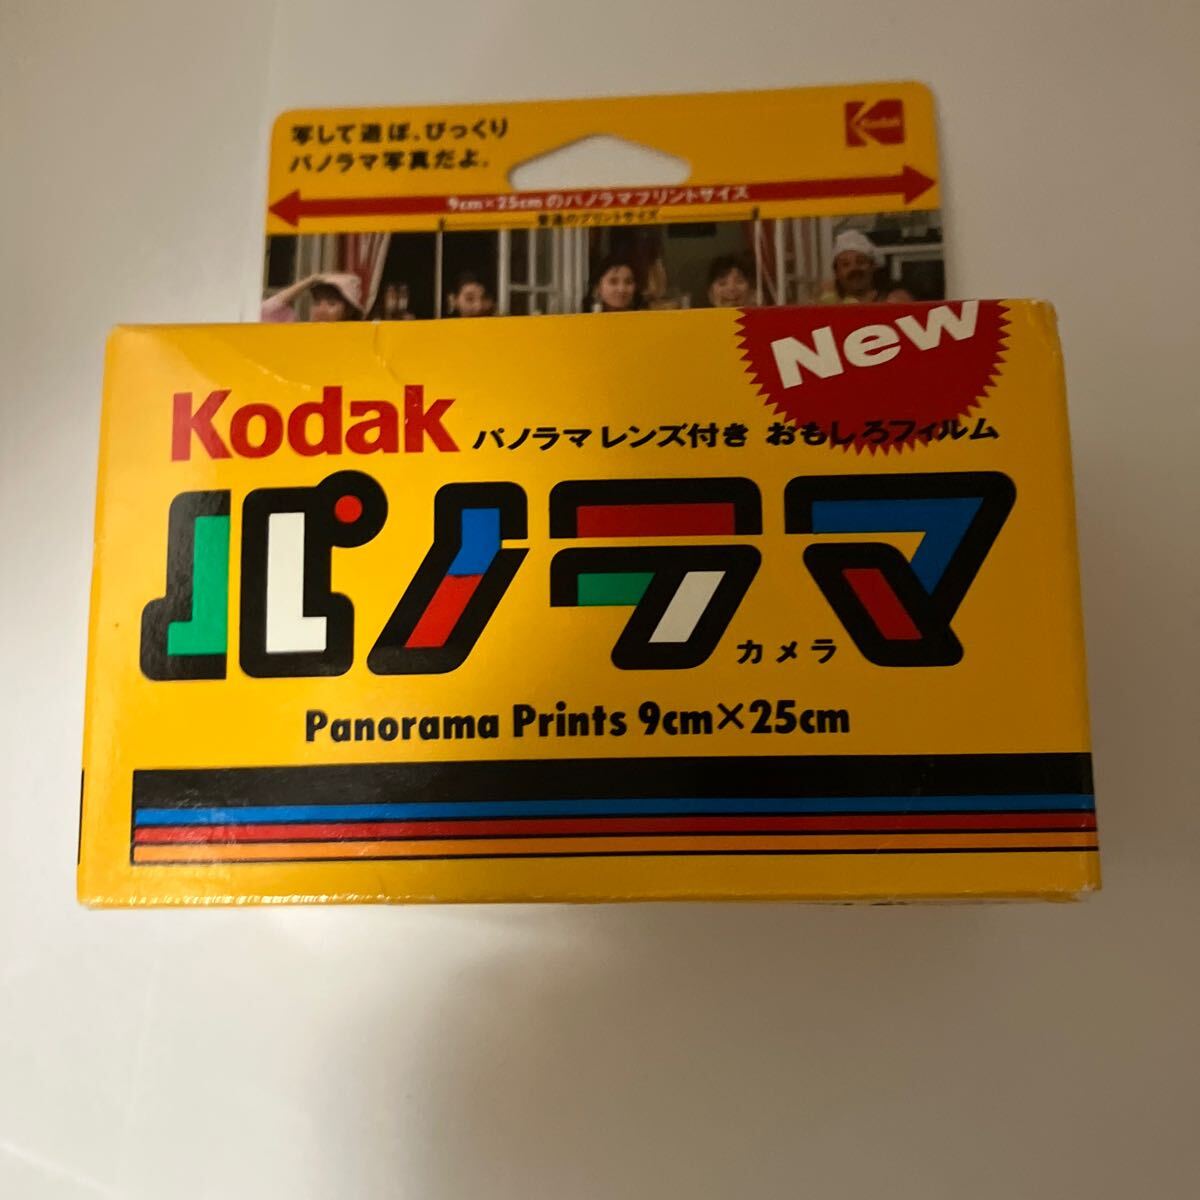 写して遊ぼ、びっくり
パノラマ写真だよ。
Kodak
9cm×25cmのパノラマプリントサイズ
普通のプリントサイズ
New
Kodak パノラマレンズ付き おもしろフィルム
パノラマ
カメラ
Panorama Prints 9cm×25cm